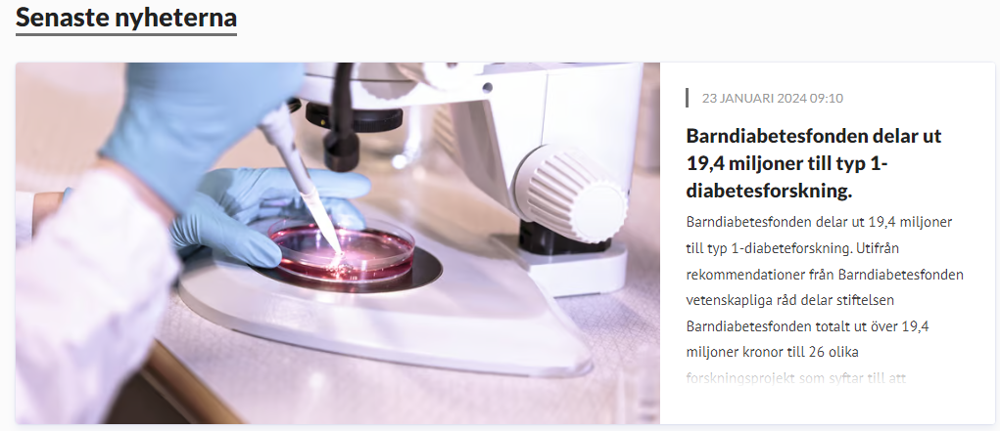 Senaste nyheterna
23 JANUARI 2024 09:10
Barndiabetesfonden delar ut
19,4 miljoner till typ 1-
diabetesforskning.
Barndiabetesfonden delar ut 19,4 miljoner
till typ 1-diabeteforskning. Utifrån
rekommendationer från Barndiabetesfonden
vetenskapliga råd delar stiftelsen
Barndiabetesfonden totalt ut över 19,4
miljoner kronor till 26 olika
forskningsprojekt som syftar till att